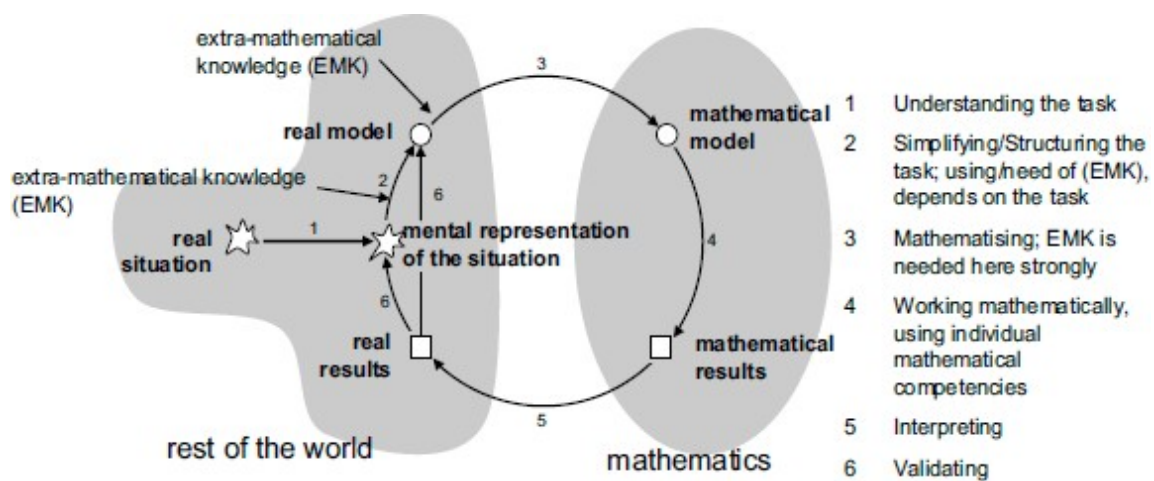 extra-mathematical
knowledge (EMK)
3
real model
mathematical
model
extra-mathematical knowledge
(EMK)
2
6
real
situation
1
mental representation
of the situation
4
6
real
results
mathematical
results
5
rest of the world
mathematics
1 Understanding the task
2 Simplifying/Structuring the
task; using/need of (EMK),
depends on the task
3 Mathematising; EMK is
needed here strongly
4 Working mathematically,
using individual
mathematical
competencies
5 Interpreting
6 Validating